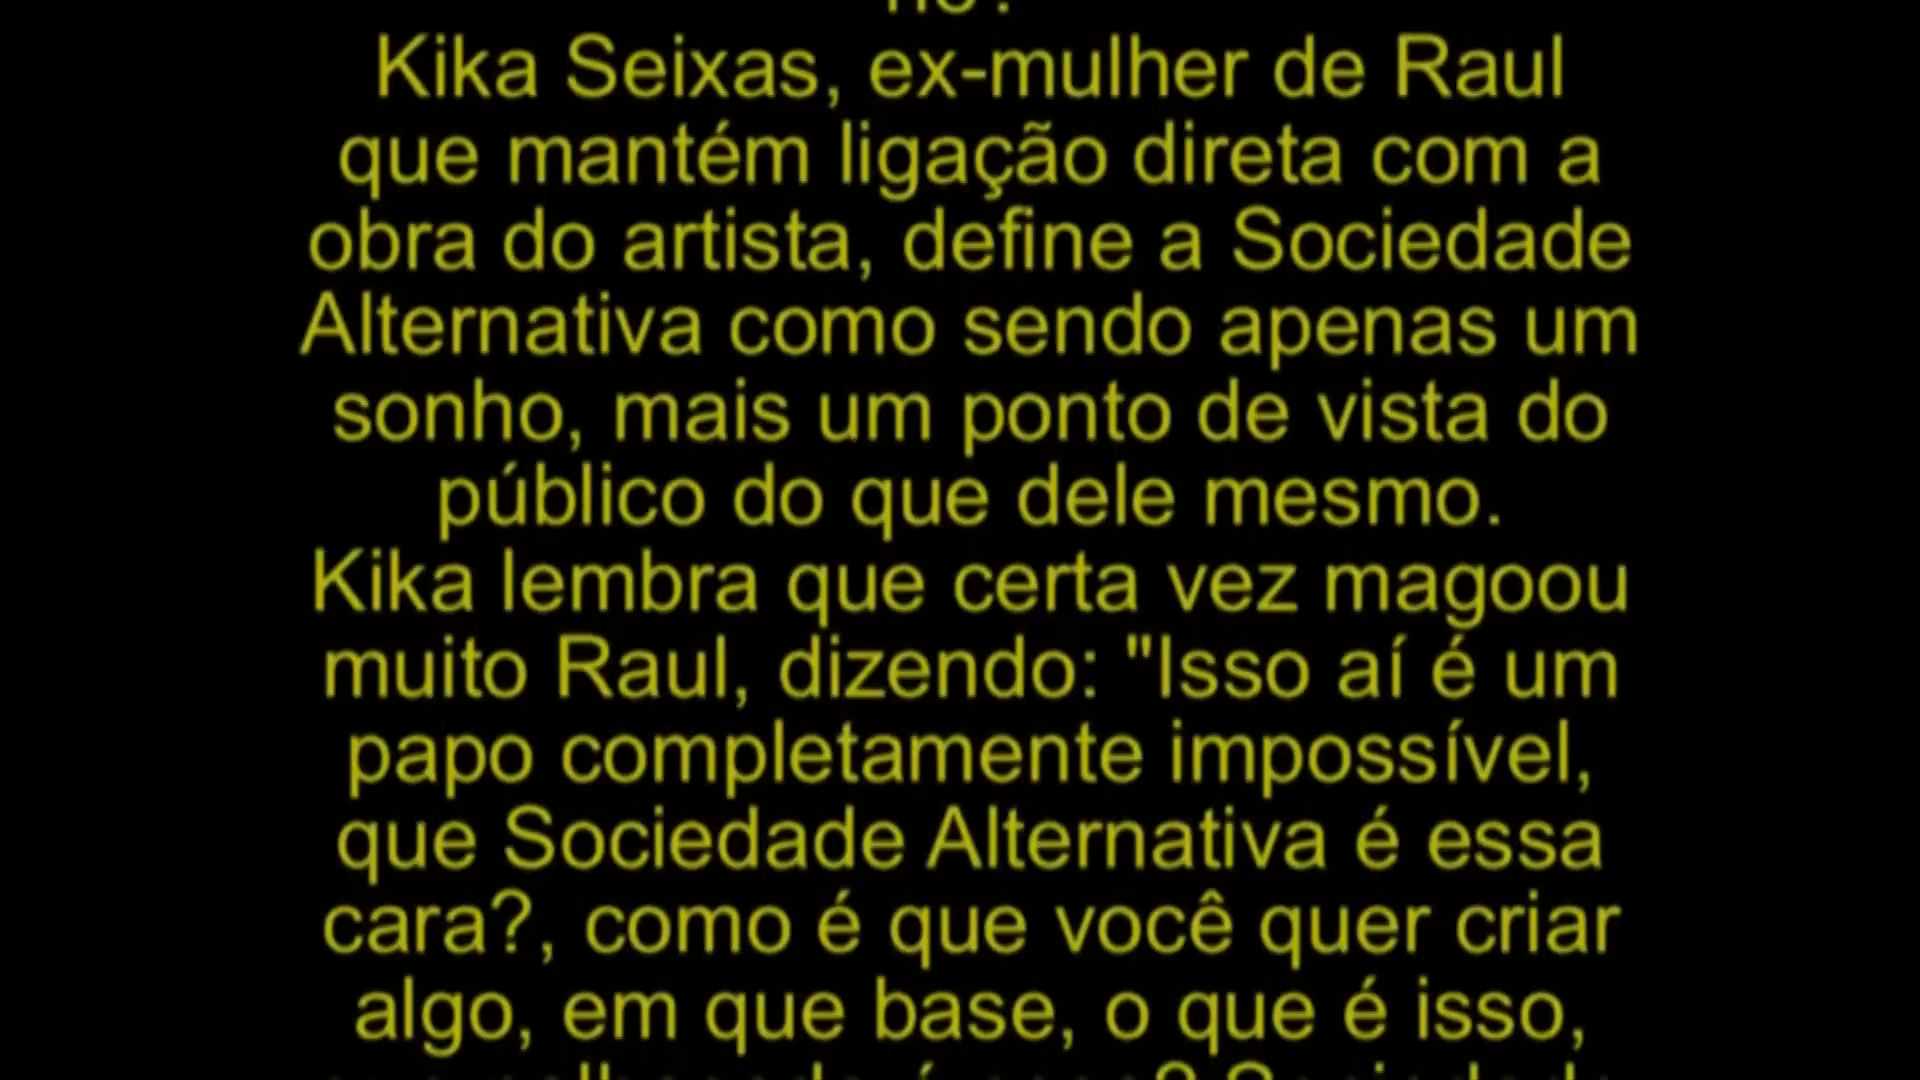 Kika Seixas, ex-mulher de Raul
que mantém ligação direta com a
obra do artista, define a Sociedade
Alternativa como sendo apenas um
sonho, mais um ponto de vista do
público do que dele mesmo.
Kika lembra que certa vez magoou
muito Raul, dizendo: "Isso aí é um
papo completamente impossível,
que Sociedade Alternativa é essa
cara?, como é que você quer criar
algo, em que base, o que é isso,